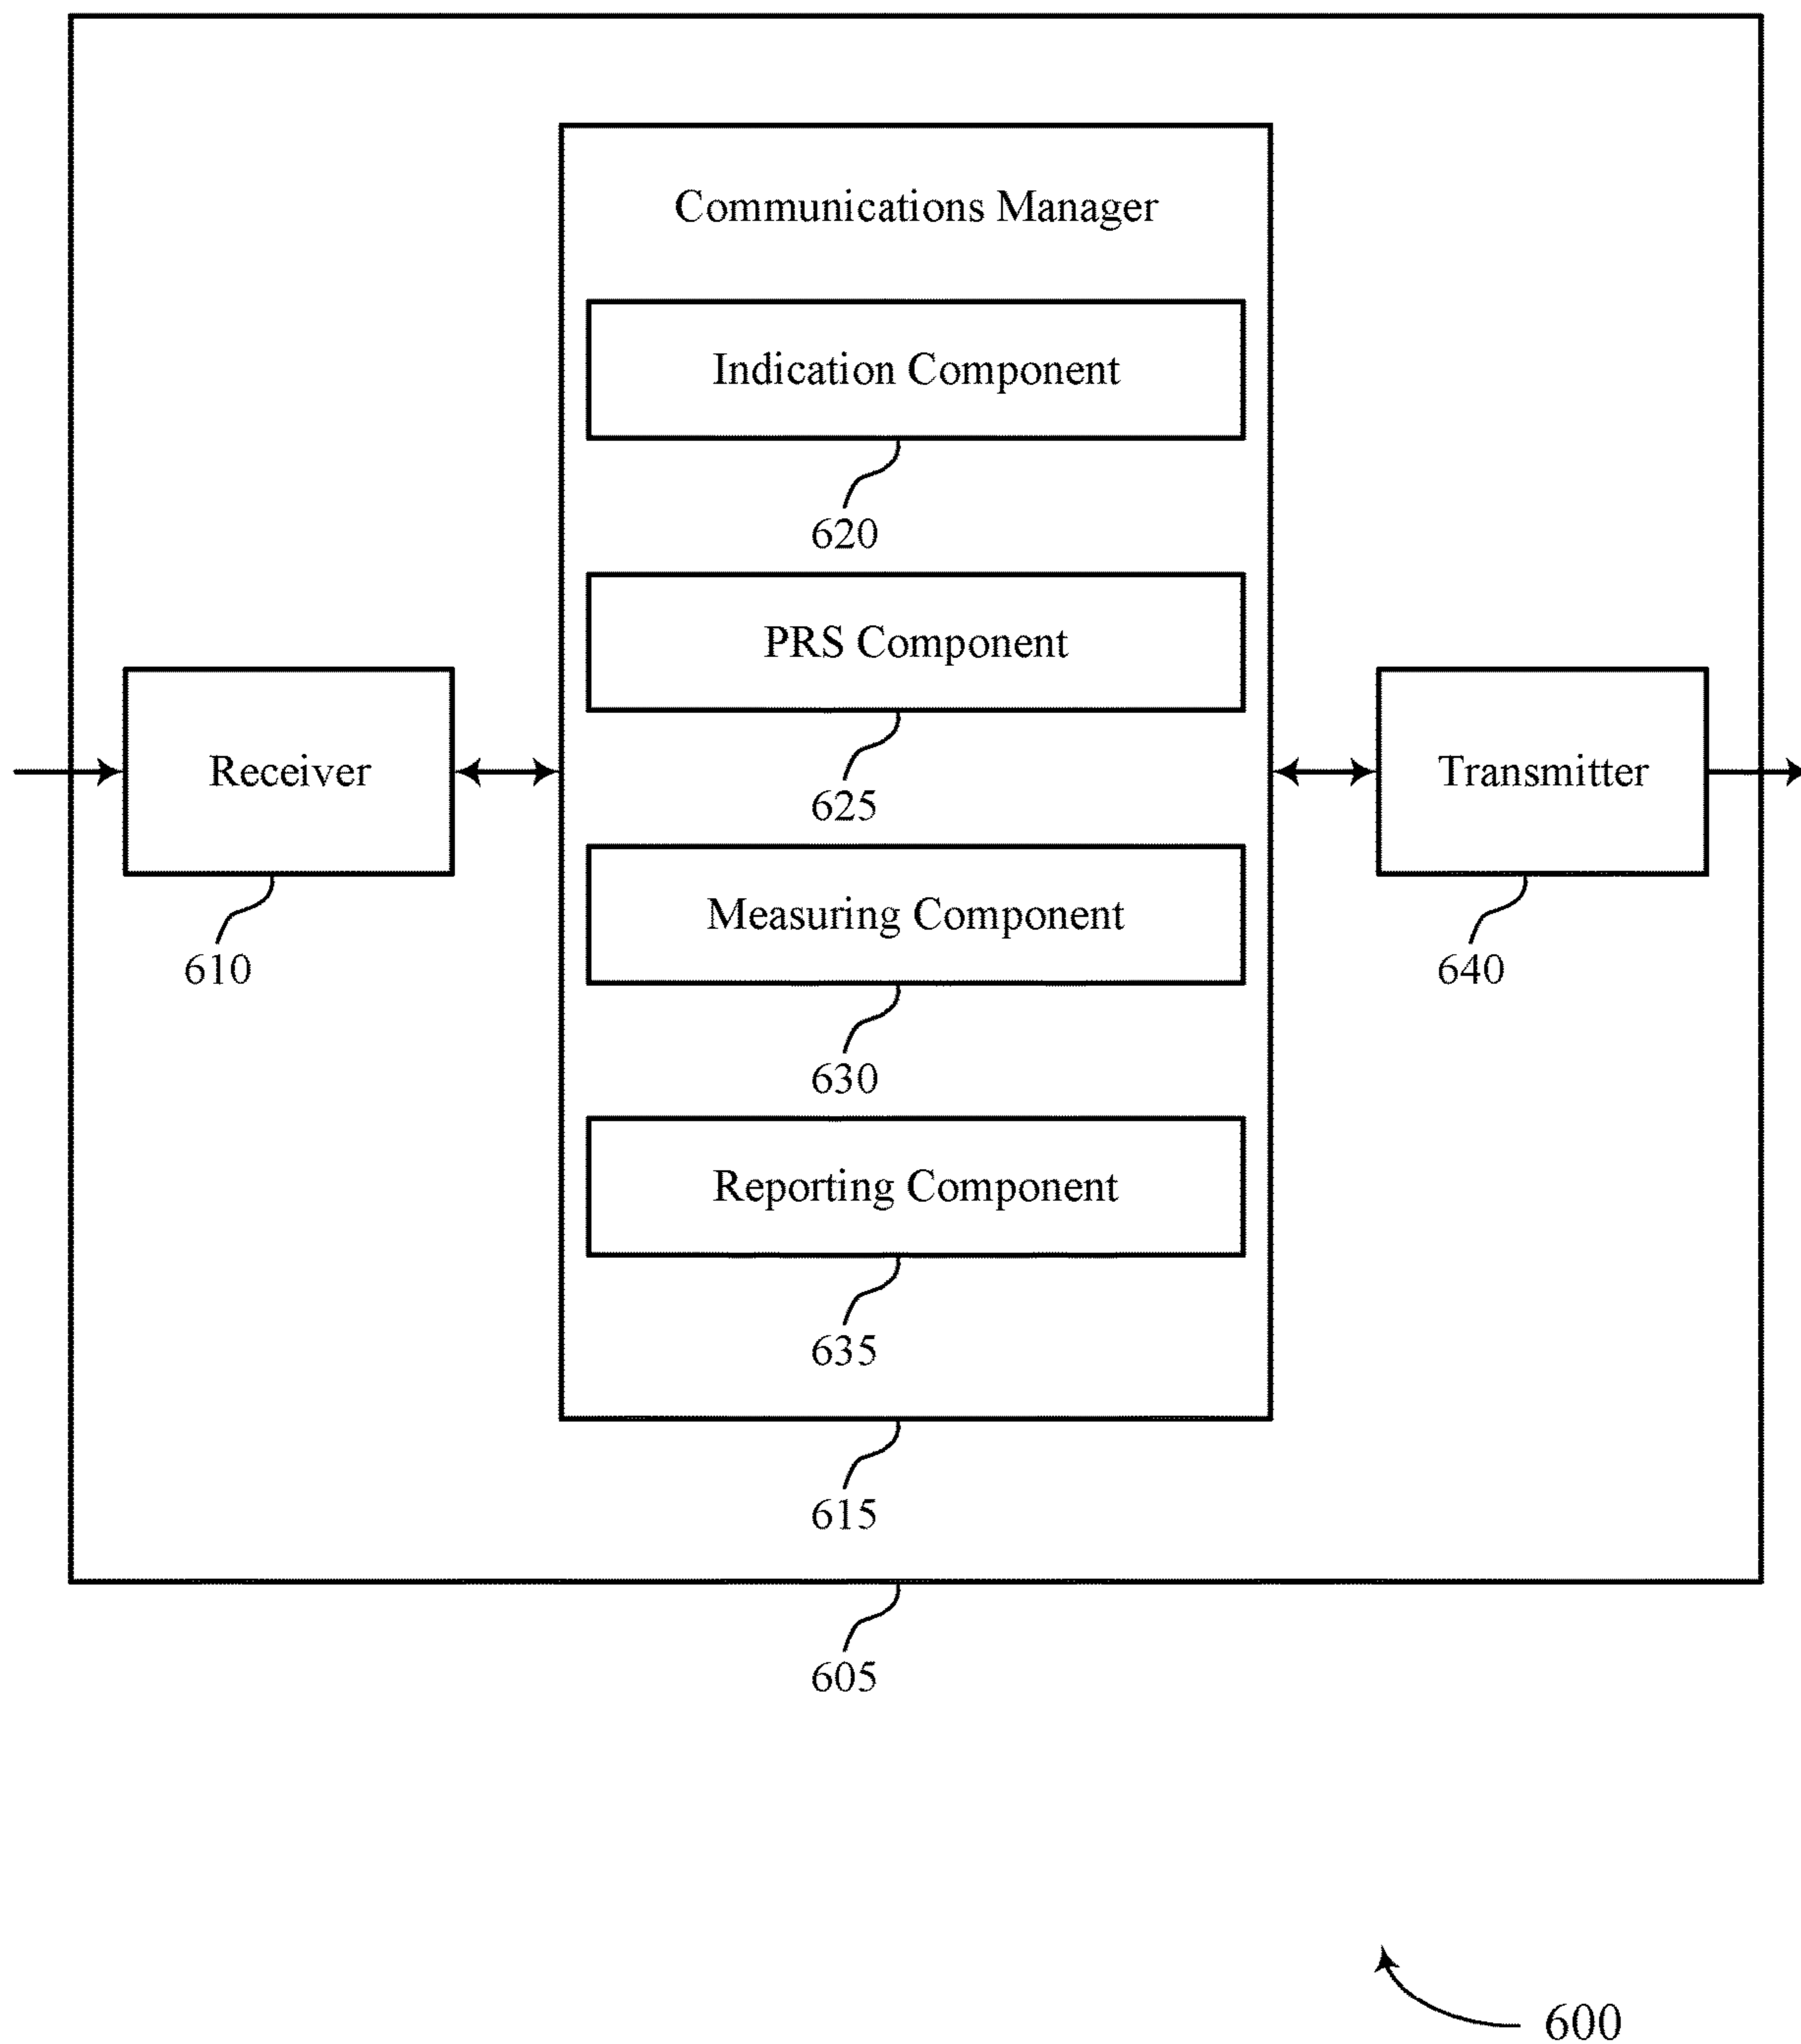 Communications Manager
Indication Component
620
PRS Component
625
Receiver
610
Transmitter
640
Measuring Component
630
Reporting Component
635
615
605
600